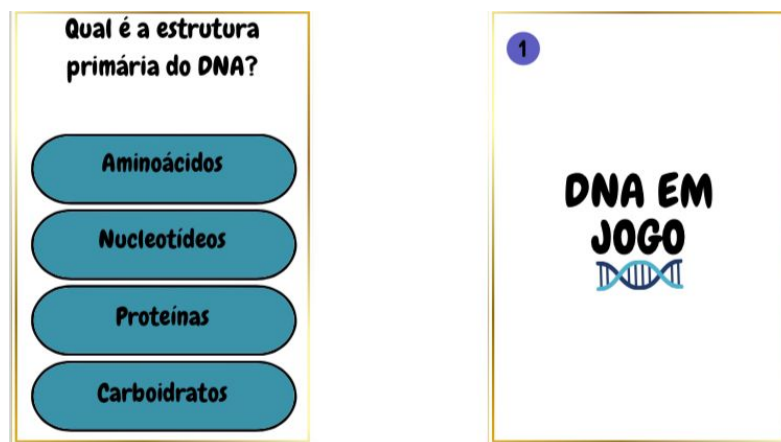 Qual é a estrutura
primária do DNA?
Aminoácidos
Nucleotídeos
Proteínas
Carboidratos
1
DNA EM
JOGO